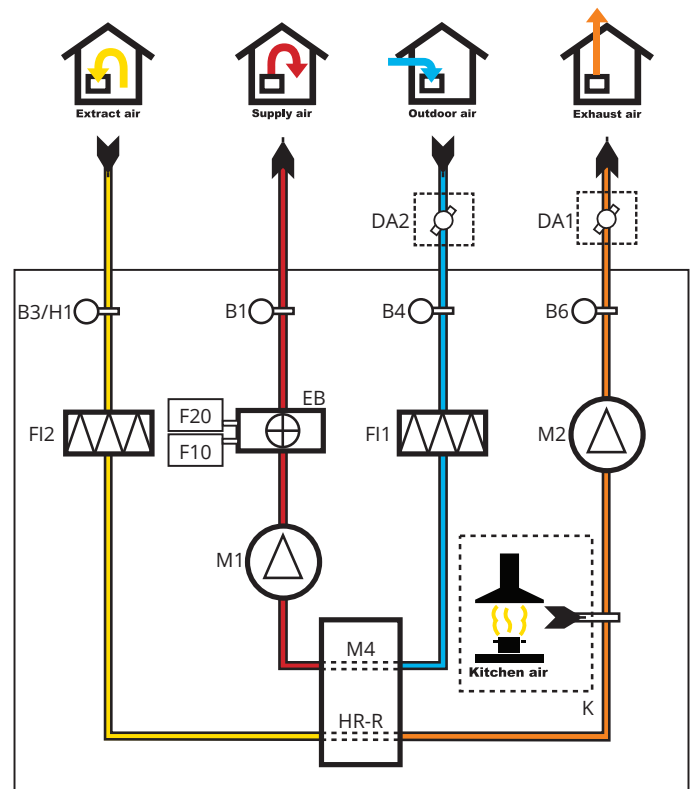 Extract air
Supply air
Outdoor air
Exhaust air
DA2
DA1
B3/H1
B1
B4
B6
EB
F20
F10
FI2
FI1
M2
M1
M4
Kitchen air
K
HR-R